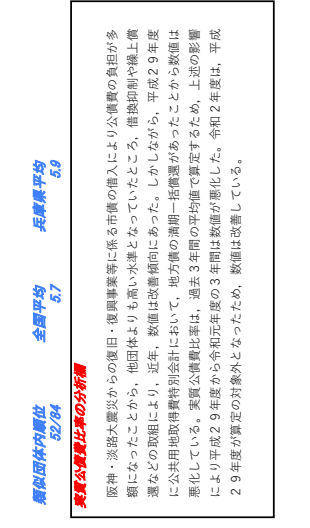 類似団体内順位 全国平均 兵庫県平均
52/84 5.7 5.9
実質公債費比率の分析欄
阪神・淡路大震災からの復旧・復興事業等に係る市債の借入により公債費の負担が多
額になったことから，他団体よりも高い水準となっていたところ，借換抑制や繰上償
還などの取組により，近年，数値は改善傾向にあった。しかしながら，平成２９年度
に公共用地取得費特別会計において，地方債の満期一括償還があったことから数値は
悪化している。実質公債費比率は，過去３年間の平均値で算定するため，上述の影響
により平成２９年度から令和元年度の３年間は数値が悪化した。令和２年度は，平成
２９年度が算定の対象外となったため，数値は改善している。